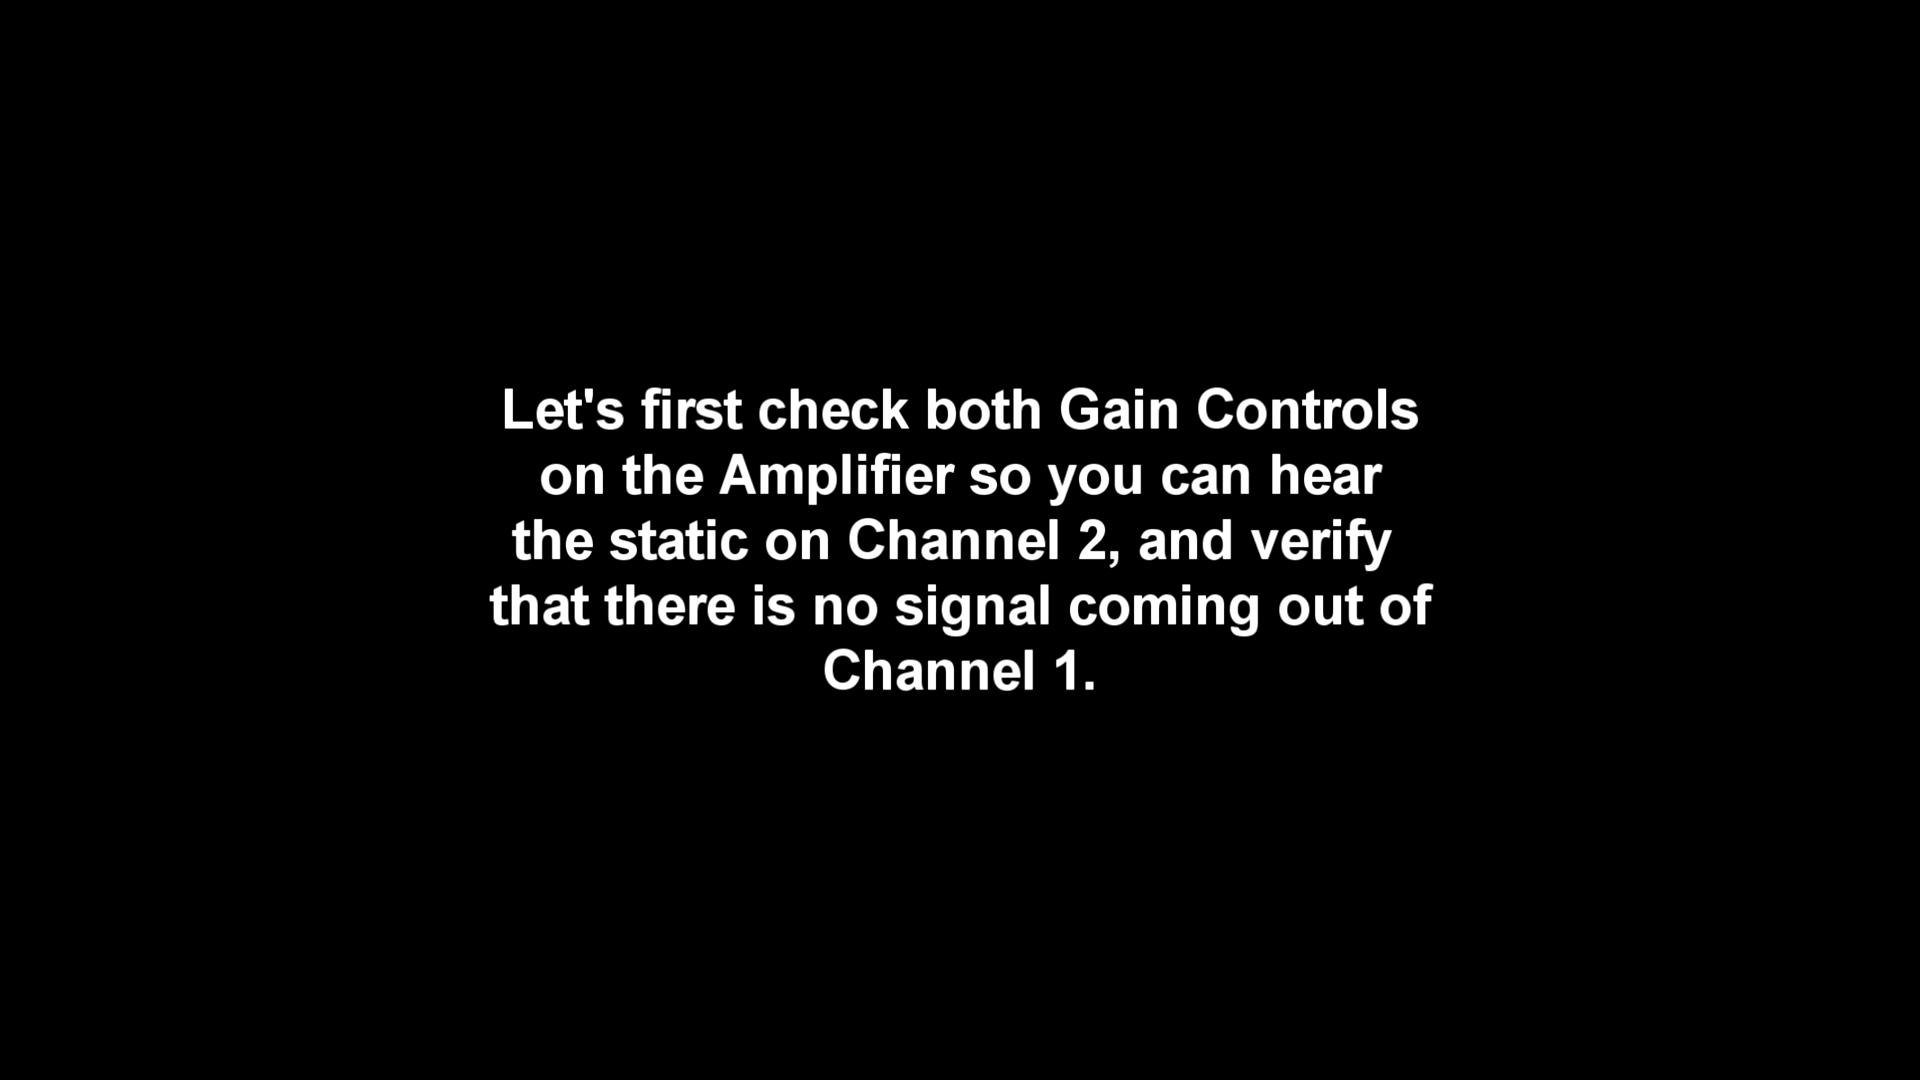 Let's first check both Gain Controls
on the Amplifier so you can hear
the static on Channel 2, and verify
that there is no signal coming out of
Channel 1.